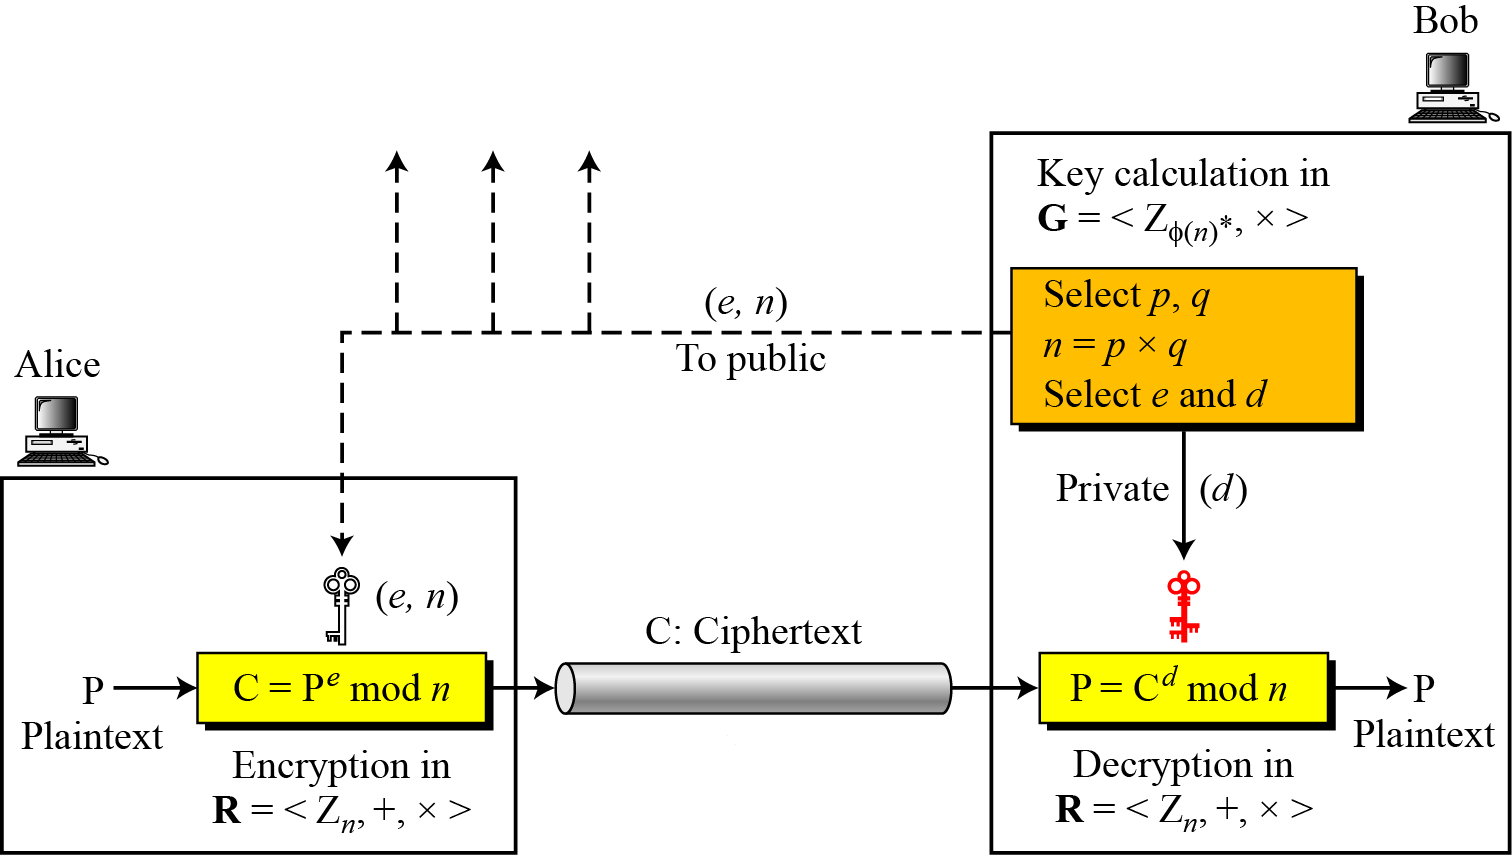 Bob
Key calculation in
G = < Zϕ(n)*, × >
Select p, q
n = p × q
Select e and d
(e, n)
To public
Private (d)
Alice
(e, n)
P
Plaintext
C = Pᵉ mod n
Encryption in
R = < Zₙ, +, × >
C: Ciphertext
P = Cᵈ mod n
P
Plaintext
Decryption in
R = < Zₙ, +, × >